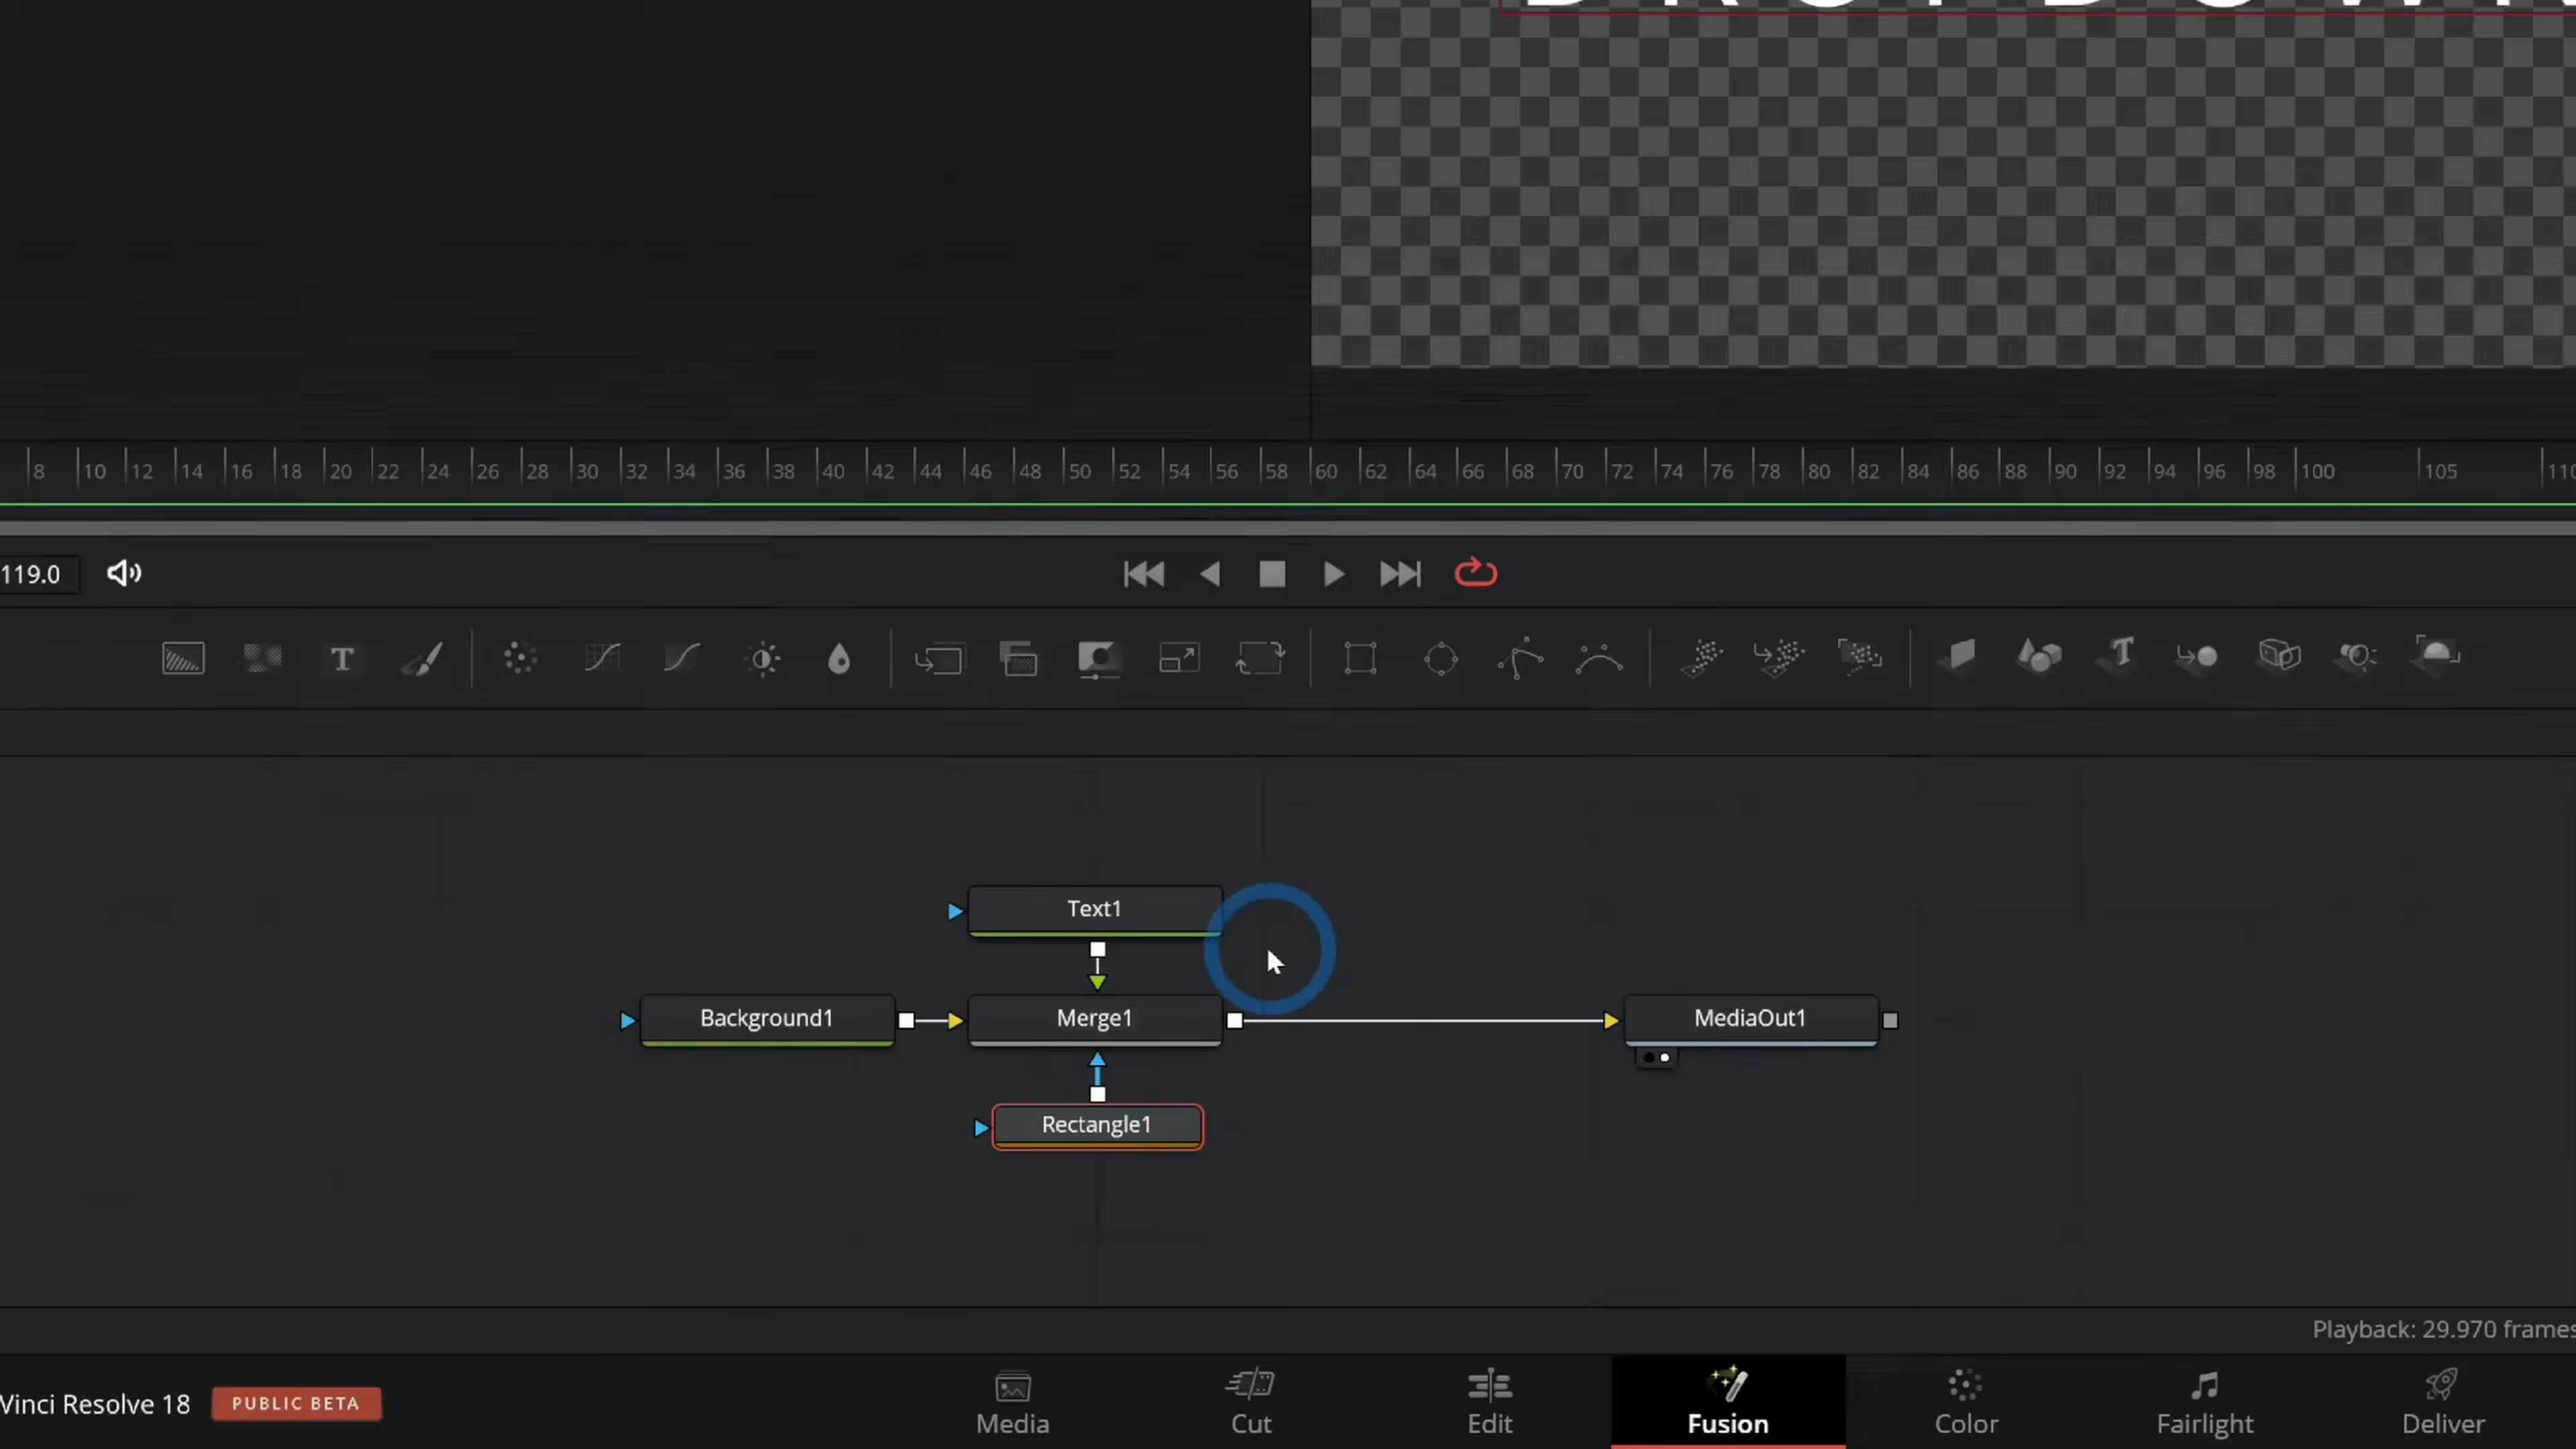 8 10 12 14 16 18 20 22 24 26 28 30 32 34 36 38 40 42 44 46 48 50 52 54 56 58 60 62 64 66 68 70 72 74 76 78 80 82 84 86 88 90 92 94 96 98 100 105 110
119.0
T T
Text1
Background1 Merge1 MediaOut1
Rectangle1
Playback: 29.970 frames
Vinci Resolve 18 PUBLIC BETA
Media Cut Edit Fusion Color Fairlight Deliver